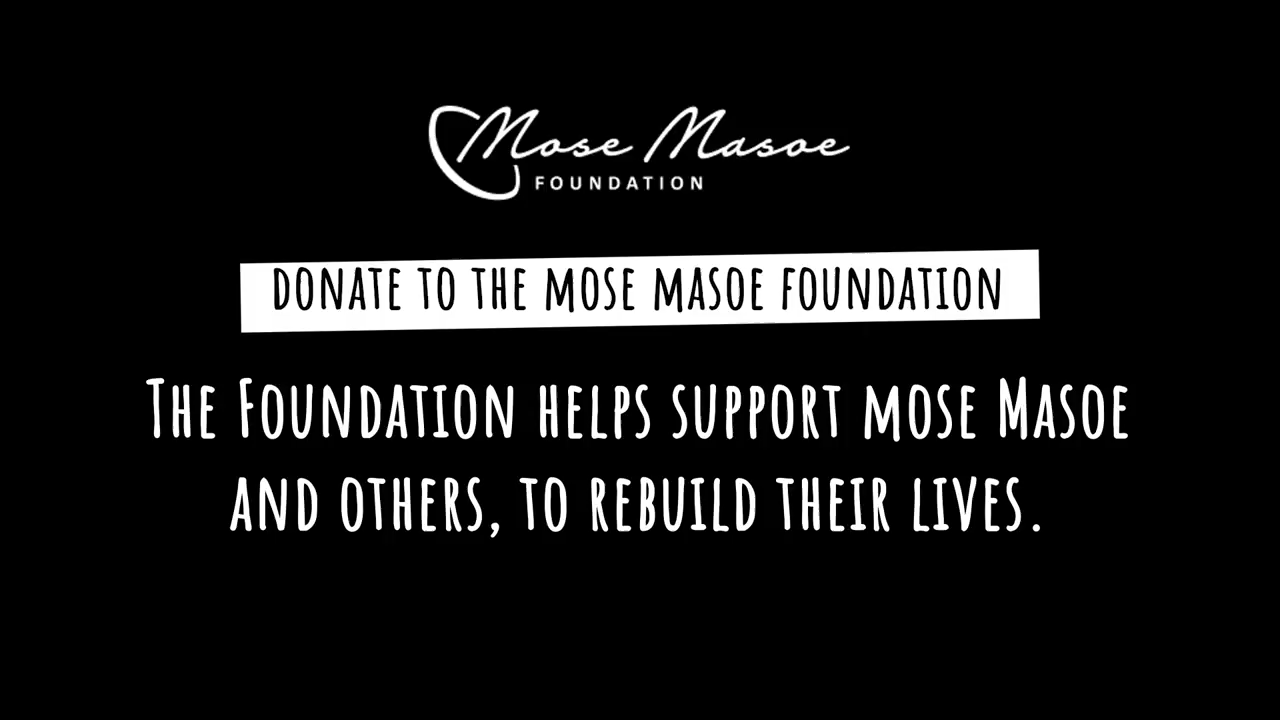 Mose Masoe
FOUNDATION
DONATE TO THE MOSE MASOE FOUNDATION
THE FOUNDATION HELPS SUPPORT MOSE MASOE
AND OTHERS, TO REBUILD THEIR LIVES.